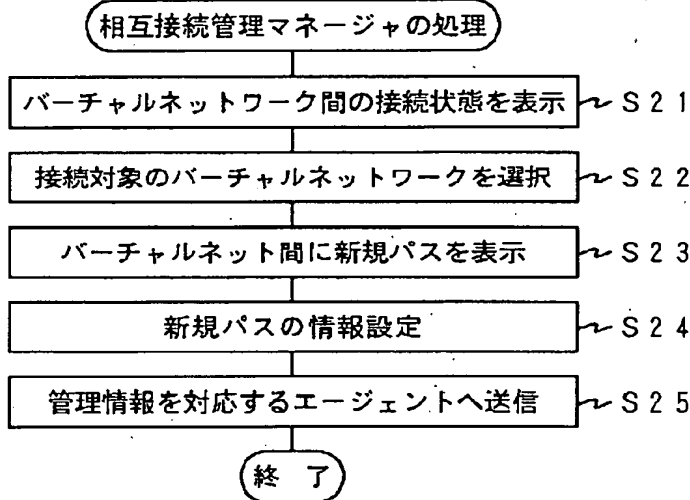 相互接続管理マネージャの処理
バーチャルネットワーク間の接続状態を表示 S21
接続対象のバーチャルネットワークを選択 S22
バーチャルネット間に新規パスを表示 S23
新規パスの情報設定 S24
管理情報を対応するエージェントへ送信 S25
終 了